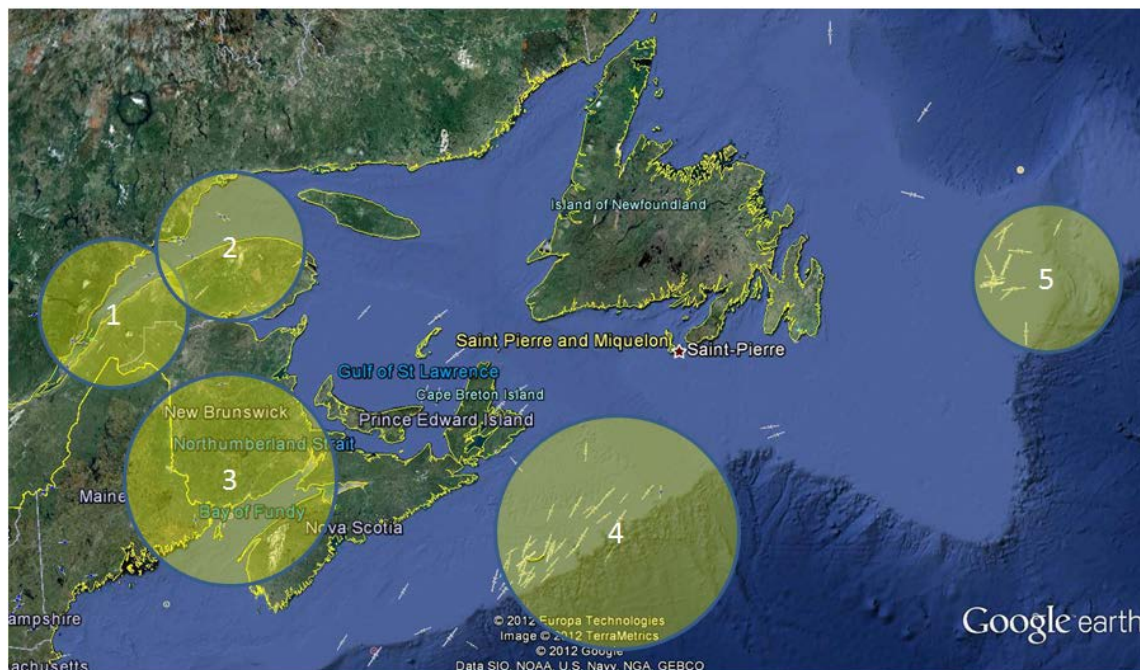 Island of Newfoundland
2
5
1
Saint Pierre and Miquelon
Saint-Pierre
Gulf of St Lawrence
Cape Breton Island
New Brunswick
Prince Edward Island
Northumberland Strait
3
Maine
Bay of Fundy
Nova Scotia
4
ampshire
achusetts
© 2012 Europa Technologies
Image © 2012 TerraMetrics
© 2012 Google
Data SIO, NOAA, U.S. Navy, NGA, GEBCO
Google earth